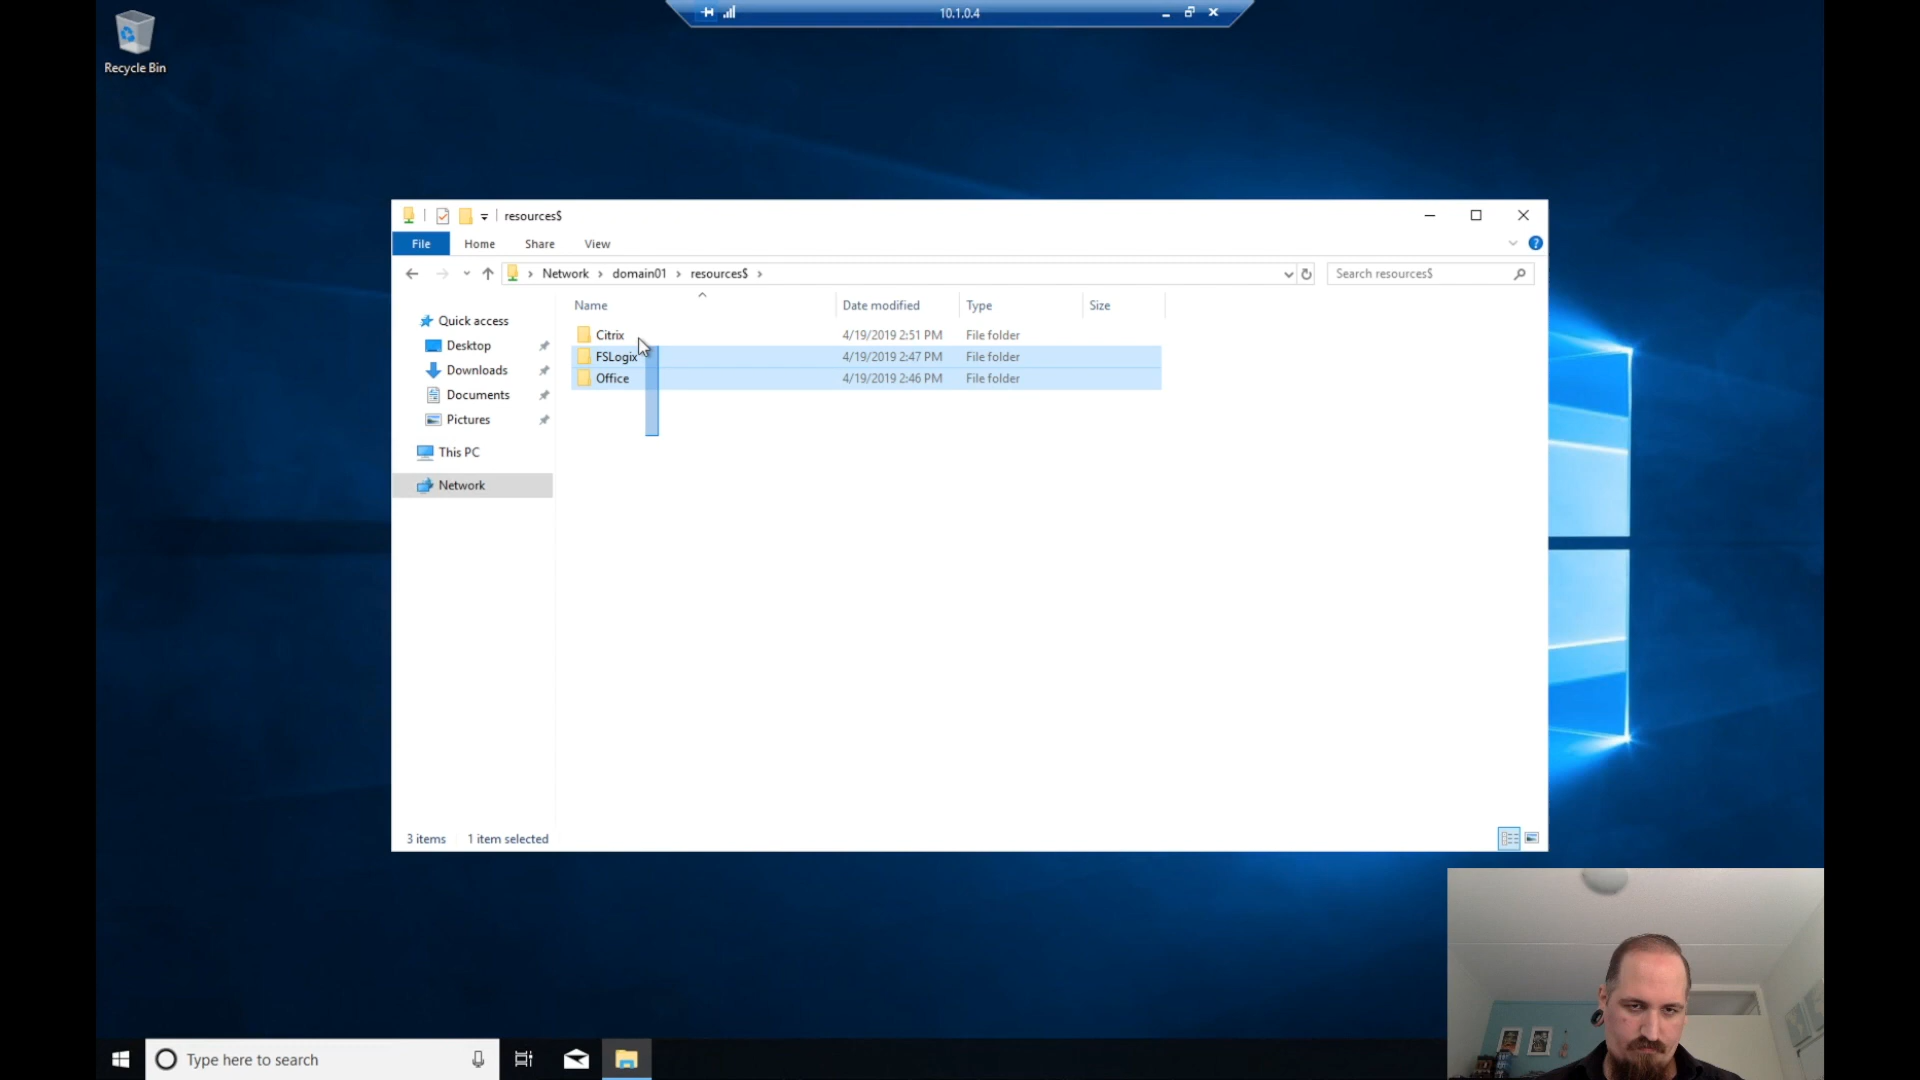 10.1.0.4
Recycle Bin
resources$
File Home Share View
Network domain01 resources$
Search resources$
Name Date modified Type Size
Quick access
Desktop
Downloads
Documents
Pictures
This PC
Network
Citrix 4/19/2019 2:51 PM File folder
FSLogix 4/19/2019 2:47 PM File folder
Office 4/19/2019 2:46 PM File folder
3 items 1 item selected
Type here to search